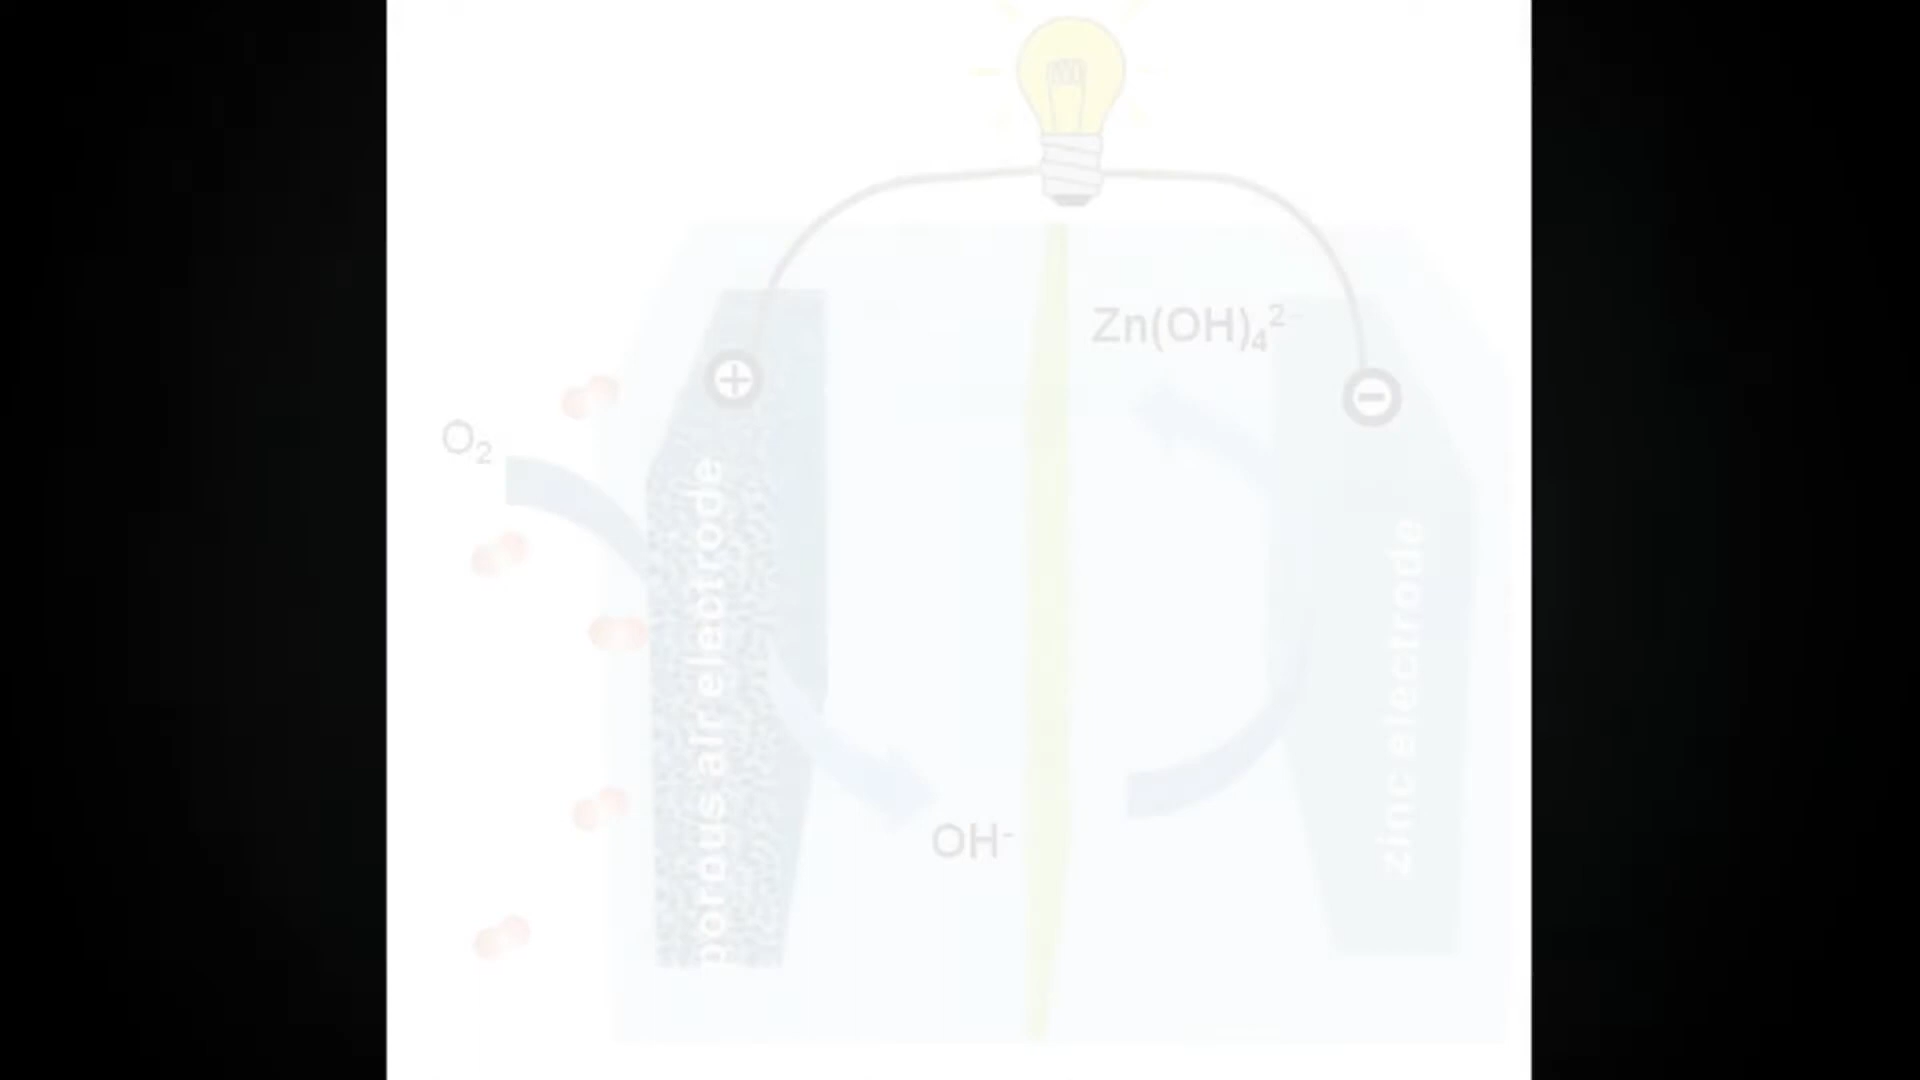 Zn(OH)₄²⁻
O₂
porous air electrode
zinc electrode
OH⁻